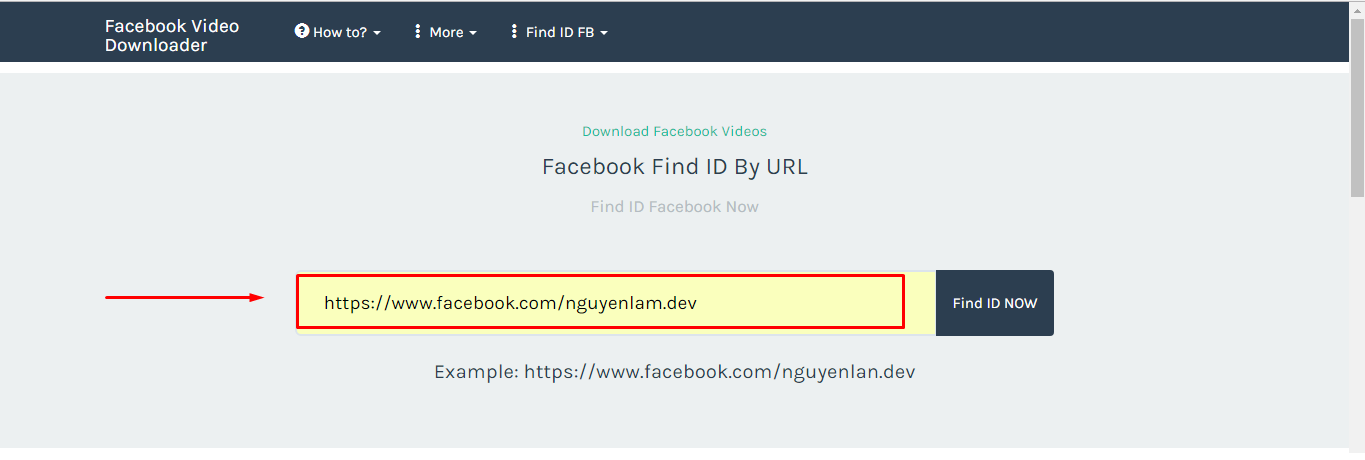 Facebook Video
Downloader
How to?
More
Find ID FB
Download Facebook Videos
Facebook Find ID By URL
Find ID Facebook Now
https://www.facebook.com/nguyenlam.dev
Find ID NOW
Example: https://www.facebook.com/nguyenlan.dev